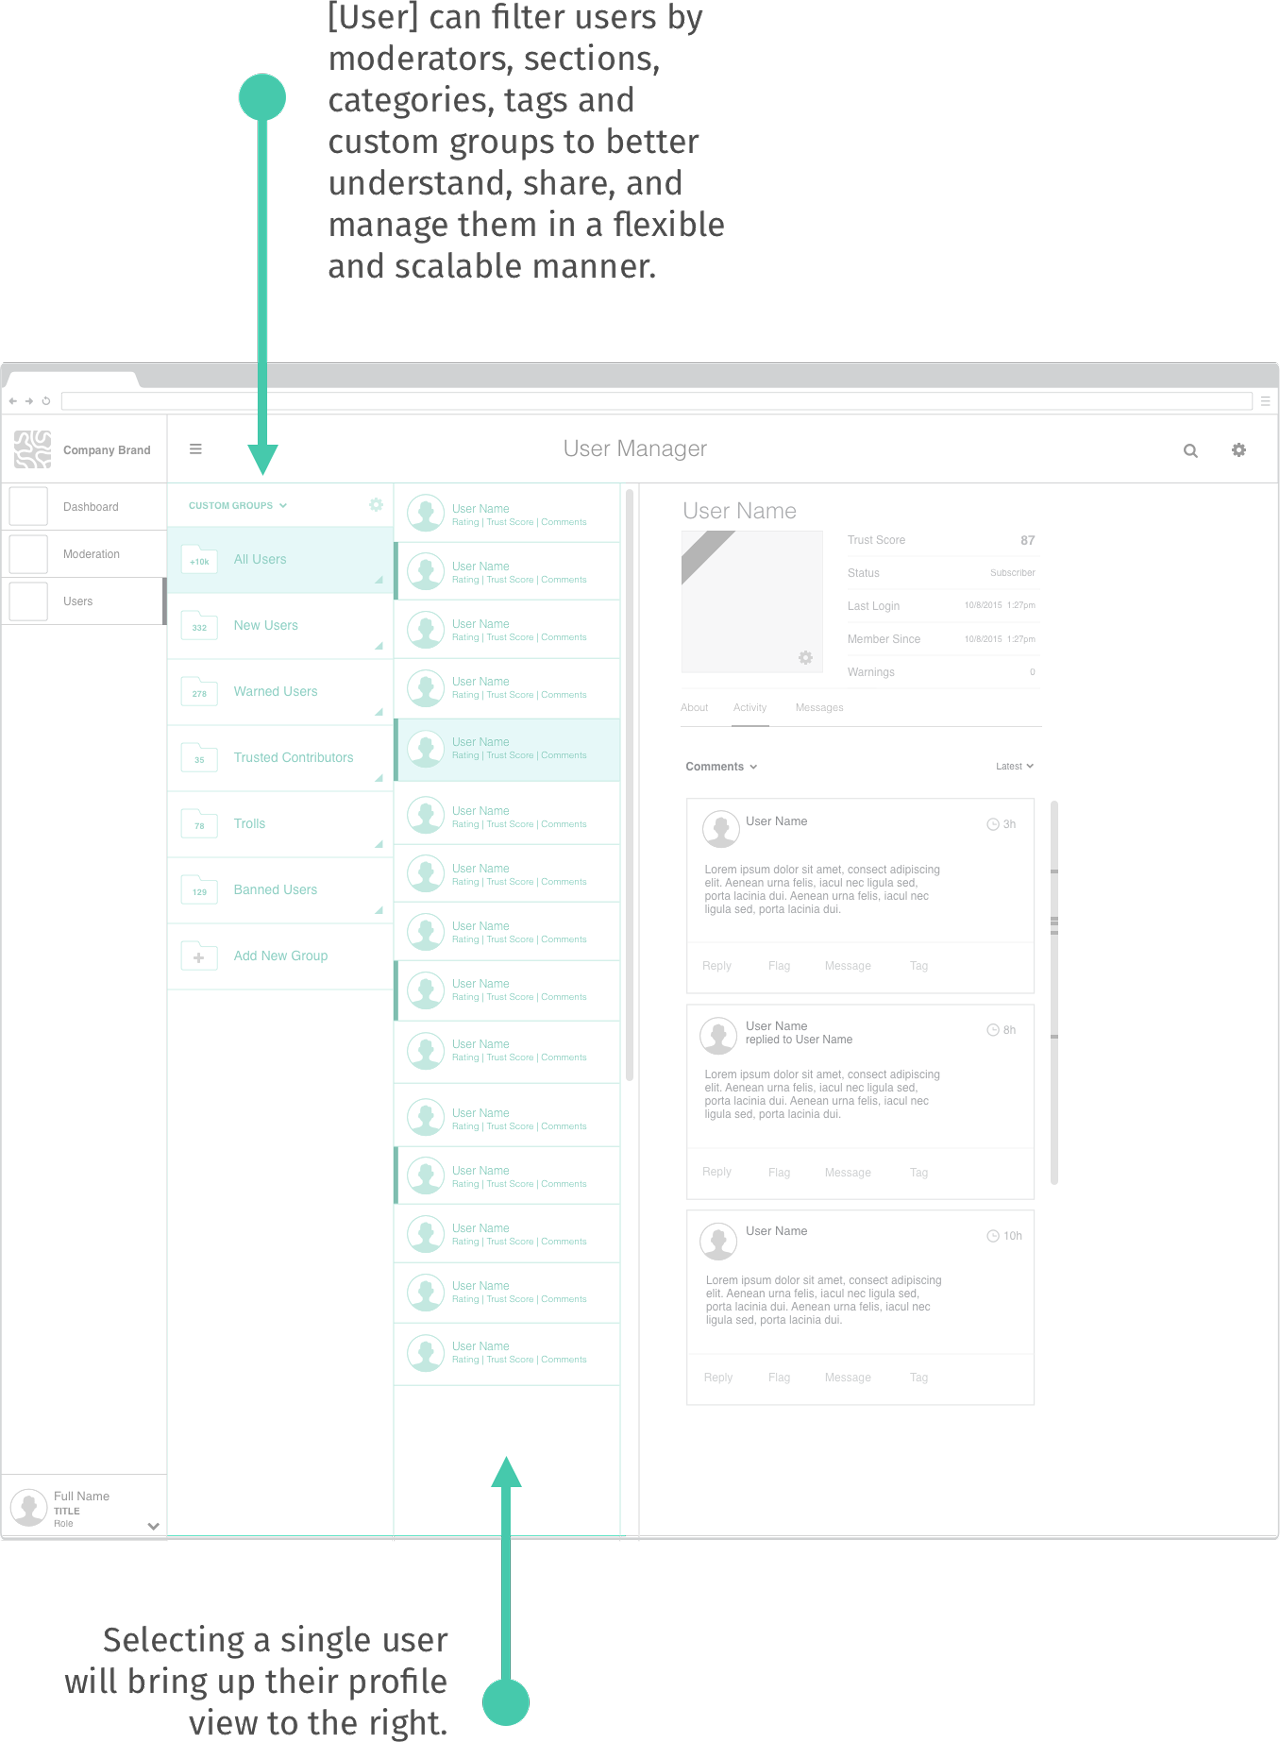 [User] can filter users by
moderators, sections,
categories, tags and
custom groups to better
understand, share, and
manage them in a flexible
and scalable manner.
Company Brand
User Manager
Dashboard
Moderation
Users
CUSTOM GROUPS
+10k All Users
332 New Users
278 Warned Users
35 Trusted Contributors
78 Trolls
129 Banned Users
Add New Group
User Name
Rating | Trust Score | Comments
User Name
Rating | Trust Score | Comments
User Name
Rating | Trust Score | Comments
User Name
Rating | Trust Score | Comments
User Name
Rating | Trust Score | Comments
User Name
Rating | Trust Score | Comments
User Name
Rating | Trust Score | Comments
User Name
Rating | Trust Score | Comments
User Name
Rating | Trust Score | Comments
User Name
Rating | Trust Score | Comments
User Name
Rating | Trust Score | Comments
User Name
Rating | Trust Score | Comments
User Name
Rating | Trust Score | Comments
User Name
Rating | Trust Score | Comments
User Name
Rating | Trust Score | Comments
User Name
Trust Score 87
Status Subscriber
Last Login 10/8/2015 1:27pm
Member Since 10/8/2015 1:27pm
Warnings 0
About Activity Messages
Comments Latest
User Name 3h
Lorem ipsum dolor sit amet, consect adipiscing
elit. Aenean urna felis, iacul nec ligula sed,
porta lacinia dui. Aenean urna felis, iacul nec
ligula sed, porta lacinia dui.
Reply Flag Message Tag
User Name 8h
replied to User Name
Lorem ipsum dolor sit amet, consect adipiscing
elit. Aenean urna felis, iacul nec ligula sed,
porta lacinia dui. Aenean urna felis, iacul nec
ligula sed, porta lacinia dui.
Reply Flag Message Tag
User Name 10h
Lorem ipsum dolor sit amet, consect adipiscing
elit. Aenean urna felis, iacul nec ligula sed,
porta lacinia dui. Aenean urna felis, iacul nec
ligula sed, porta lacinia dui.
Reply Flag Message Tag
Full Name
TITLE
Role
Selecting a single user
will bring up their profile
view to the right.